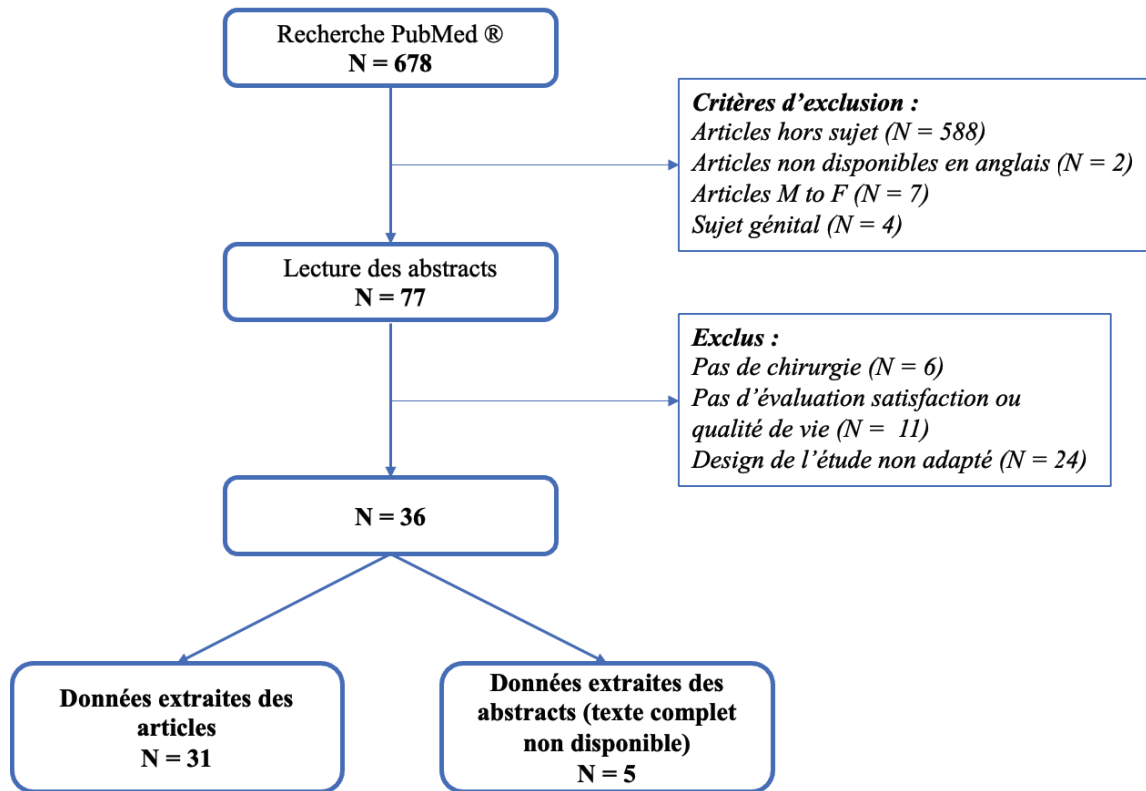 Recherche PubMed ®
N = 678
Critères d’exclusion :
Articles hors sujet (N = 588)
Articles non disponibles en anglais (N = 2)
Articles M to F (N = 7)
Sujet génital (N = 4)
Lecture des abstracts
N = 77
Exclus :
Pas de chirurgie (N = 6)
Pas d’évaluation satisfaction ou
qualité de vie (N = 11)
Design de l’étude non adapté (N = 24)
N = 36
Données extraites des
articles
N = 31
Données extraites des
abstracts (texte complet
non disponible)
N = 5